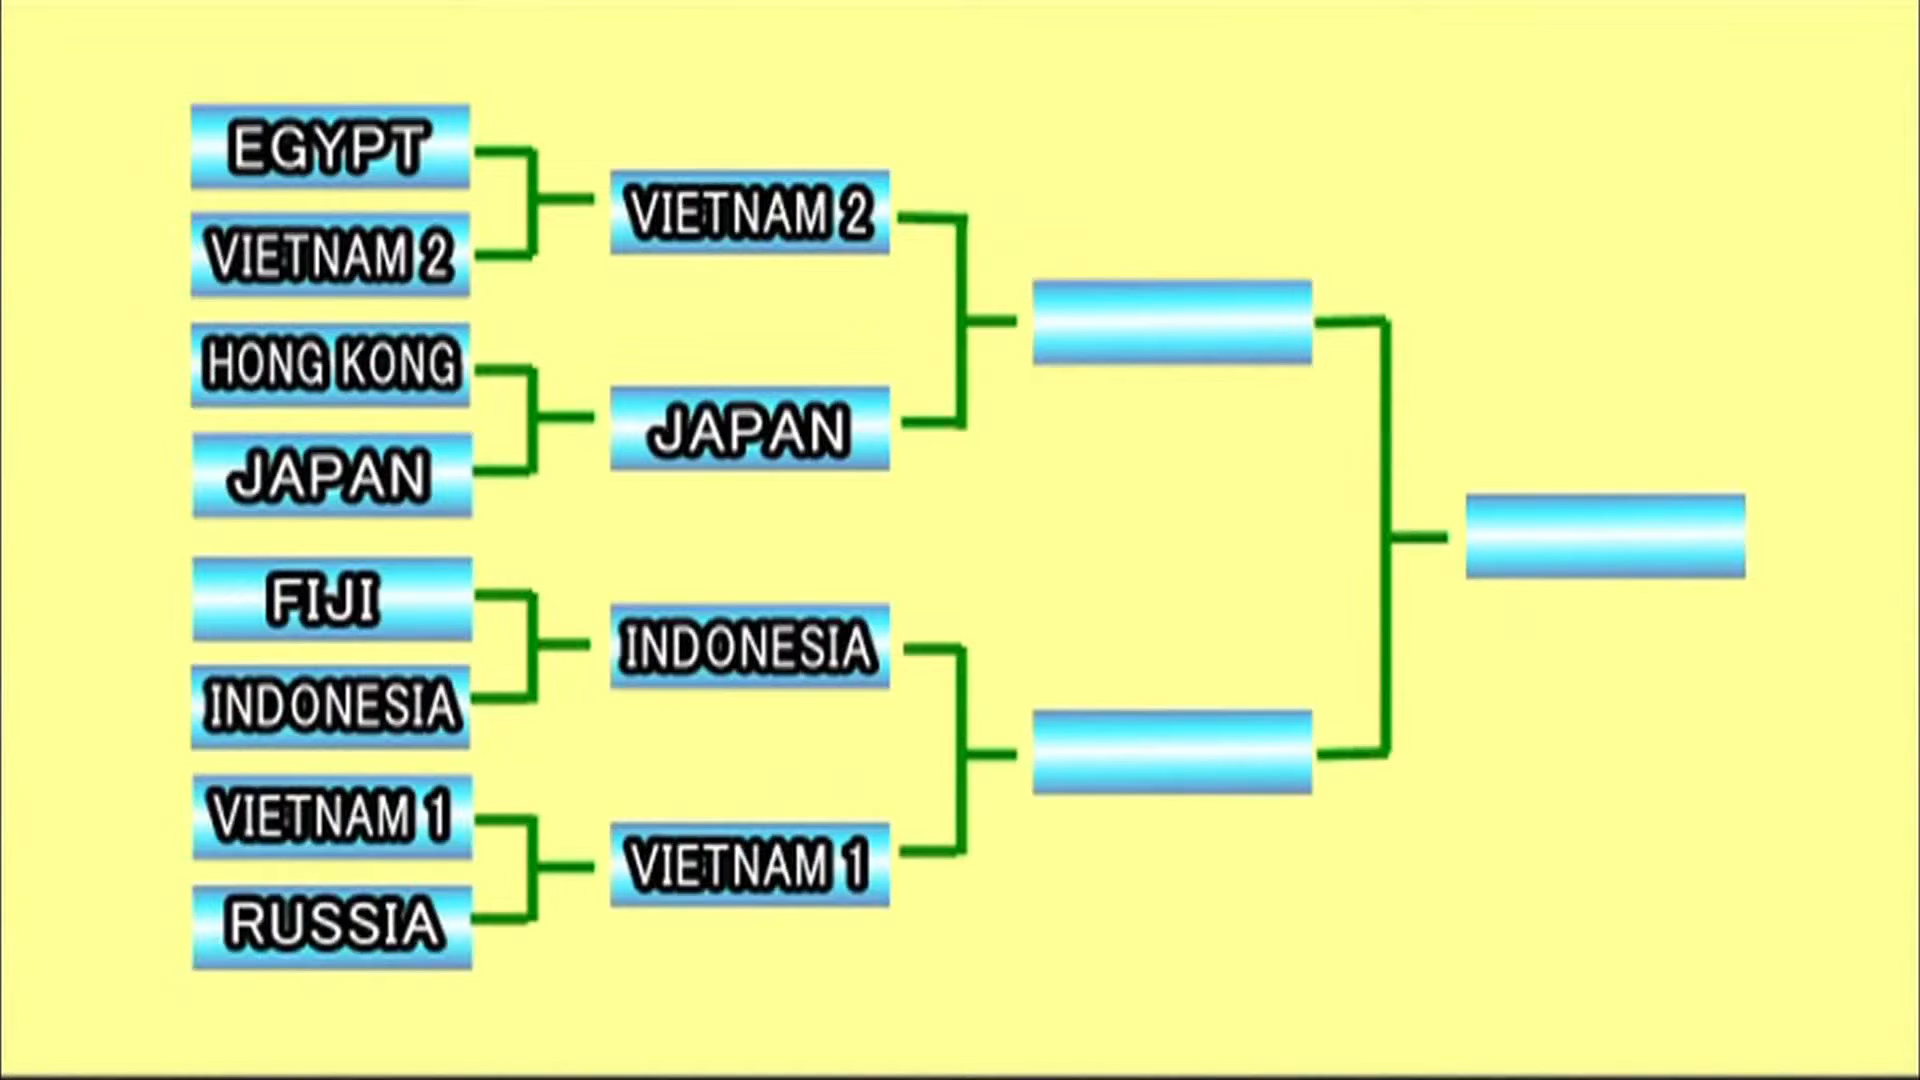 EGYPT
VIETNAM 2
HONG KONG
JAPAN
FIJI
INDONESIA
VIETNAM 1
RUSSIA
VIETNAM 2
JAPAN
INDONESIA
VIETNAM 1